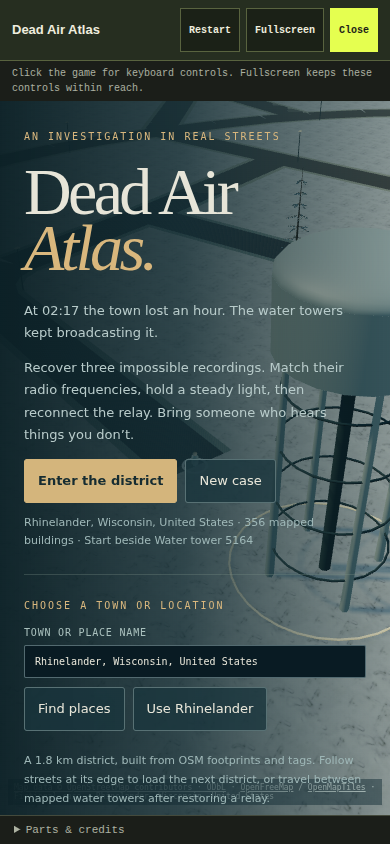 Dead Air Atlas
Restart
Fullscreen
Close
Click the game for keyboard controls. Fullscreen keeps these
controls within reach.
AN INVESTIGATION IN REAL STREETS
Dead Air
Atlas.
At 02:17 the town lost an hour. The water towers
kept broadcasting it.
Recover three impossible recordings. Match their
radio frequencies, hold a steady light, then
reconnect the relay. Bring someone who hears
things you don’t.
Enter the district
New case
Rhinelander, Wisconsin, United States · 356 mapped
buildings · Start beside Water tower 5164
CHOOSE A TOWN OR LOCATION
TOWN OR PLACE NAME
Rhinelander, Wisconsin, United States
Find places
Use Rhinelander
A 1.8 km district, built from OSM footprints and tags. Follow
streets at its edge to load the next district, or travel between
contributors · ODbL · OpenFreeMap / OpenMapTiles ·
mapped water towers after restoring a relay.
▶ Parts & credits